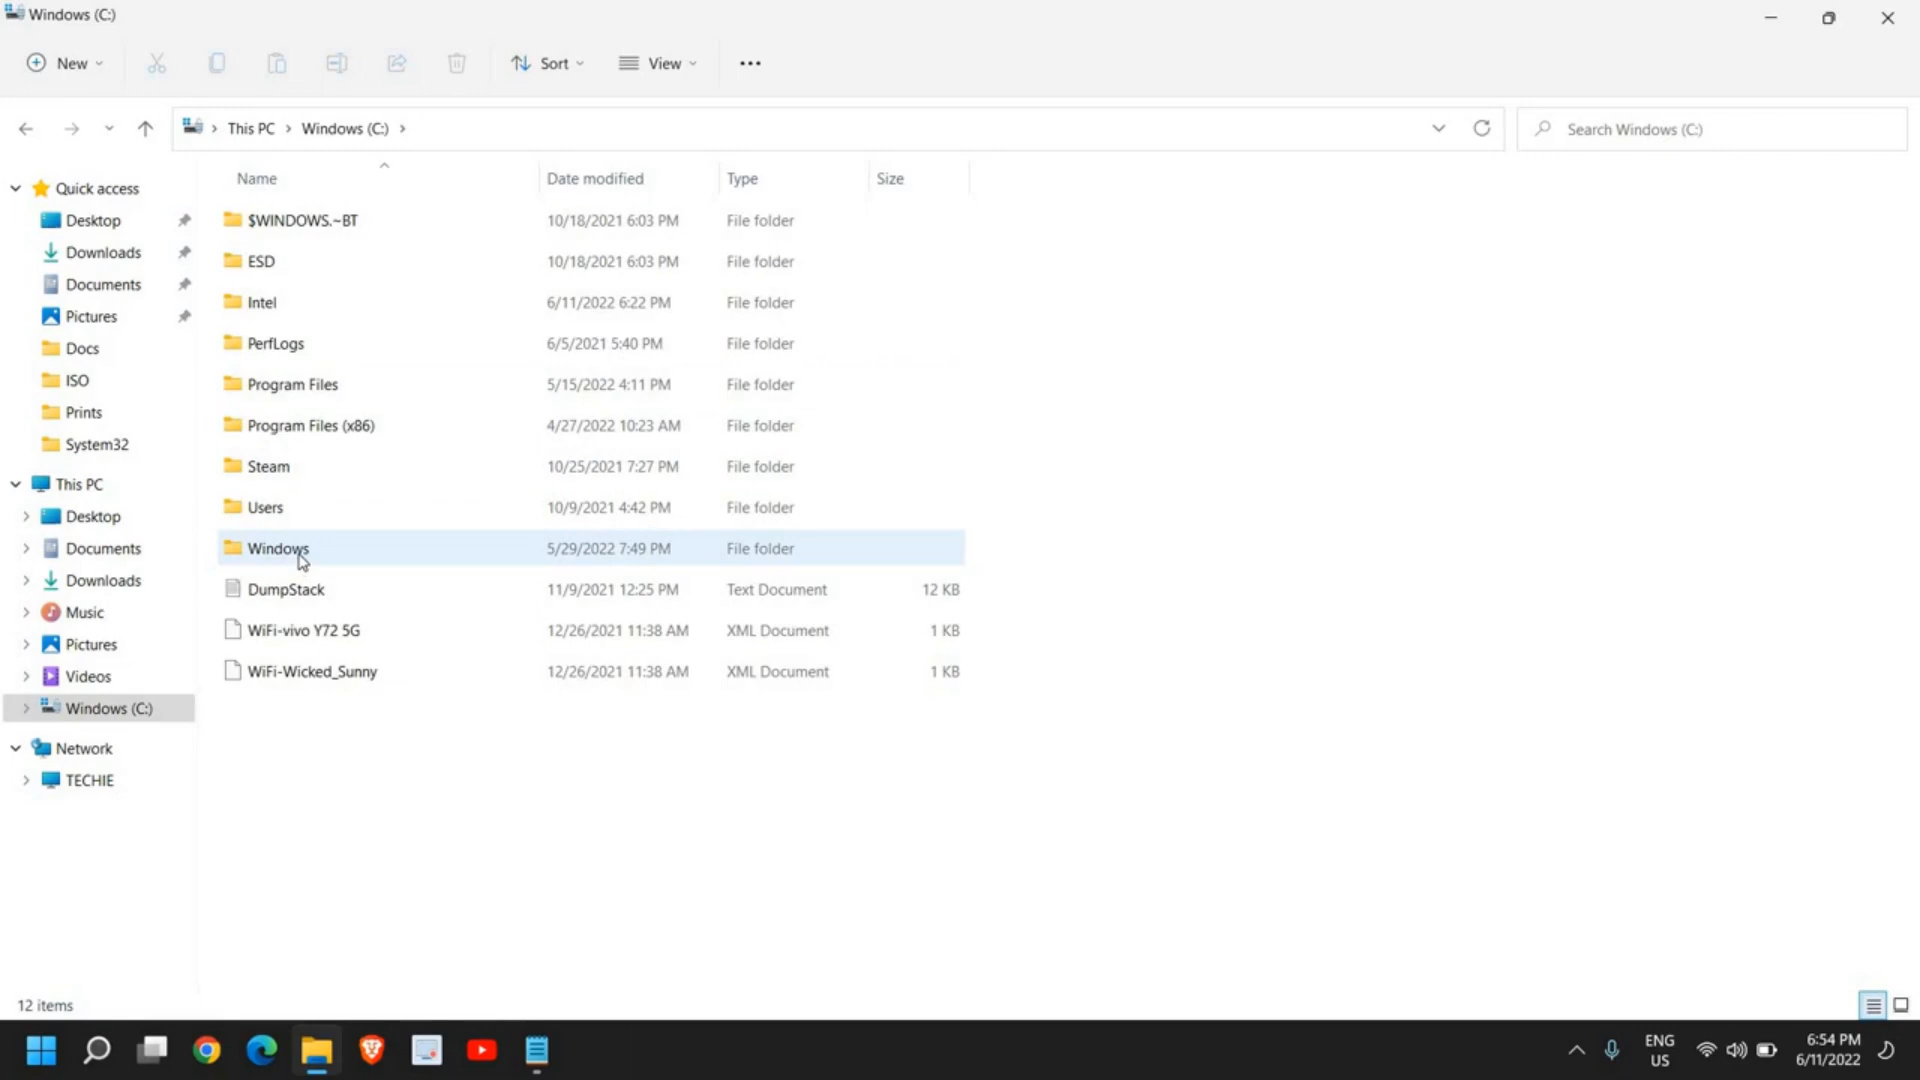 Windows (C:)
New Sort View
This PC Windows (C:) Search Windows (C:)
Name Date modified Type Size
Quick access
Desktop
Downloads
Documents
Pictures
Docs
ISO
Prints
System32
This PC
Desktop
Documents
Downloads
Music
Pictures
Videos
Windows (C:)
Network
TECHIE
$WINDOWS.~BT 10/18/2021 6:03 PM File folder
ESD 10/18/2021 6:03 PM File folder
Intel 6/11/2022 6:22 PM File folder
PerfLogs 6/5/2021 5:40 PM File folder
Program Files 5/15/2022 4:11 PM File folder
Program Files (x86) 4/27/2022 10:23 AM File folder
Steam 10/25/2021 7:27 PM File folder
Users 10/9/2021 4:42 PM File folder
Windows 5/29/2022 7:49 PM File folder
DumpStack 11/9/2021 12:25 PM Text Document 12 KB
WiFi-vivo Y72 5G 12/26/2021 11:38 AM XML Document 1 KB
WiFi-Wicked_Sunny 12/26/2021 11:38 AM XML Document 1 KB
12 items
ENG 6:54 PM
US 6/11/2022